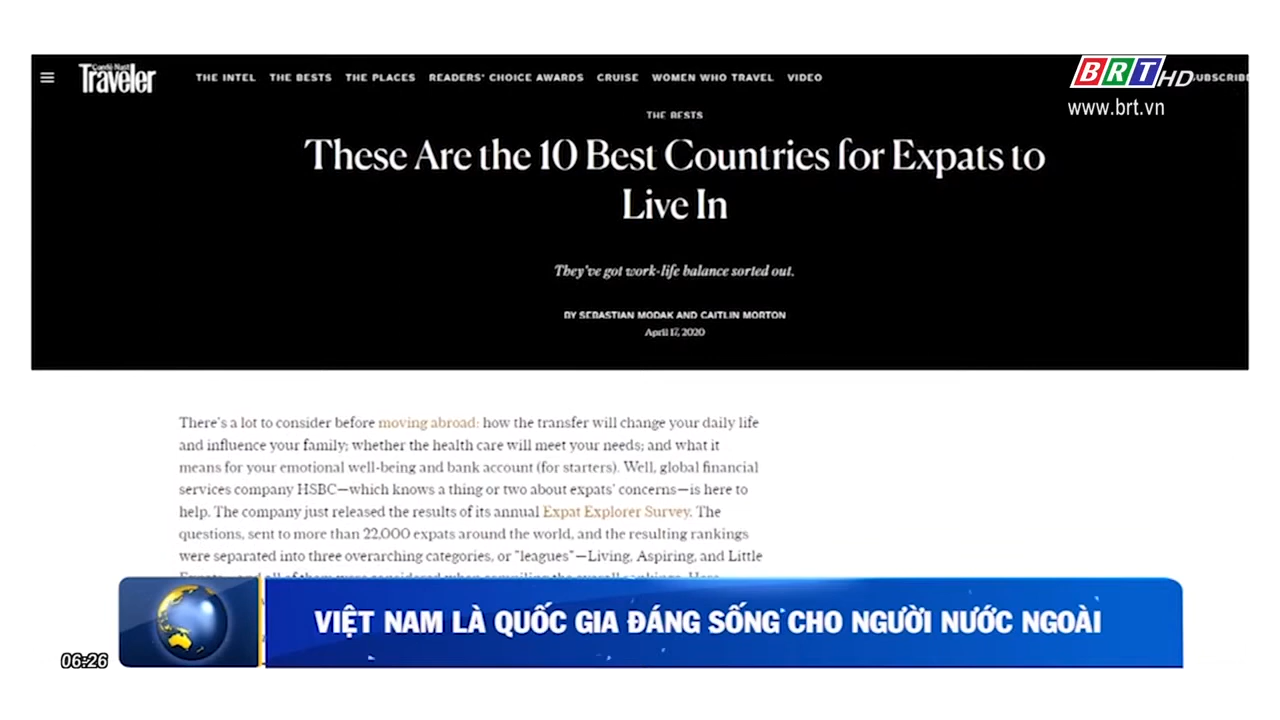 Condé Nast
Traveler
THE INTEL THE BESTS THE PLACES READERS' CHOICE AWARDS CRUISE WOMEN WHO TRAVEL VIDEO
BRT HD
www.brt.vn
THE BESTS
These Are the 10 Best Countries for Expats to
Live In
They've got work-life balance sorted out.
BY SEBASTIAN MODAK AND CAITLIN MORTON
April 17, 2020
There's a lot to consider before moving abroad: how the transfer will change your daily life
and influence your family; whether the health care will meet your needs; and what it
means for your emotional well-being and bank account (for starters). Well, global financial
services company HSBC—which knows a thing or two about expats' concerns—is here to
help. The company just released the results of its annual Expat Explorer Survey. The
questions, sent to more than 22,000 expats around the world, and the resulting rankings
were separated into three overarching categories, or "leagues"—Living, Aspiring, and Little
VIỆT NAM LÀ QUỐC GIA ĐÁNG SỐNG CHO NGƯỜI NƯỚC NGOÀI
06:26